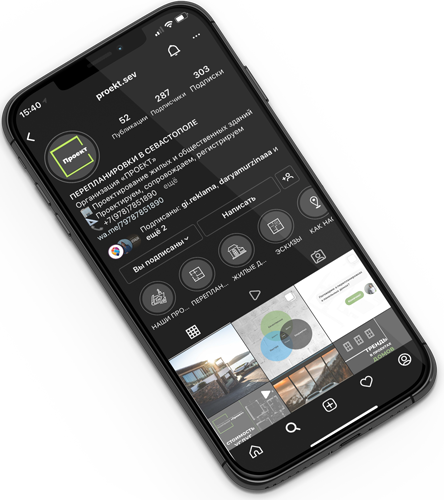 15:40
proekt.sev
Проект
52
287
303
Публикации
Подписчики
Подписки
ПЕРЕПЛАНИРОВКИ В СЕВАСТОПОЛЕ
Организация «ПРОЕКТ»
Проектирование жилых и общественных зданий
Проектируем, сопровождаем, регистрируем
+7(978)7851890
wa.me/79787851890 ещё
Подписаны: gi.reklama, daryamurzinaaa и
ещё 2
Вы подписаны
Написать
НАШИ ПРО...
ПЕРЕПЛАН...
ЖИЛЫЕ Д...
ЭСКИЗЫ
КАК НАС
ТРЕНДЫ
ДОМОВ
СТОИМОСТЬ
УСЛУГ